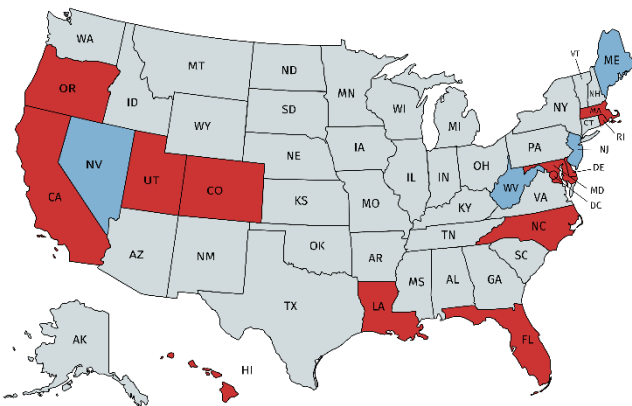 WA
OR
CA
NV
ID
MT
WY
UT
CO
AZ
NM
ND
SD
NE
KS
OK
TX
MN
IA
MO
AR
LA
WI
IL
MI
IN
OH
KY
TN
MS
AL
GA
FL
SC
NC
VA
WV
PA
NY
VT
NH
ME
MA
CT
RI
NJ
DE
MD
DC
AK
HI